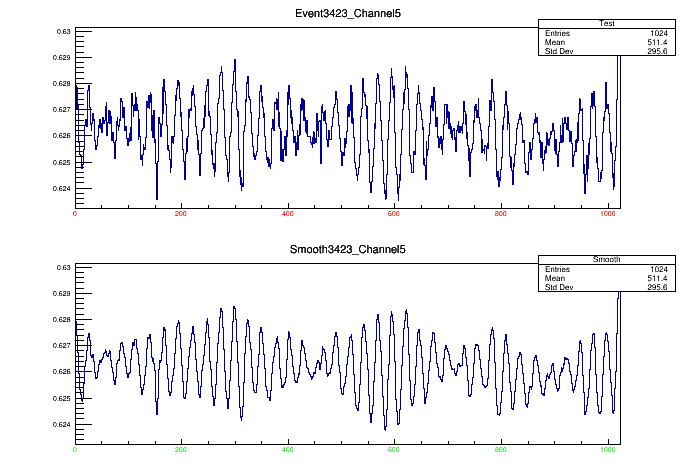 Event3423_Channel5
Test
Entries 1024
Mean 511.4
Std Dev 295.6
0.63
0.629
0.628
0.627
0.626
0.625
0.624
0 200 400 600 800 1000
Smooth3423_Channel5
Smooth
Entries 1024
Mean 511.4
Std Dev 295.6
0.63
0.629
0.628
0.627
0.626
0.625
0.624
0 200 400 600 800 1000